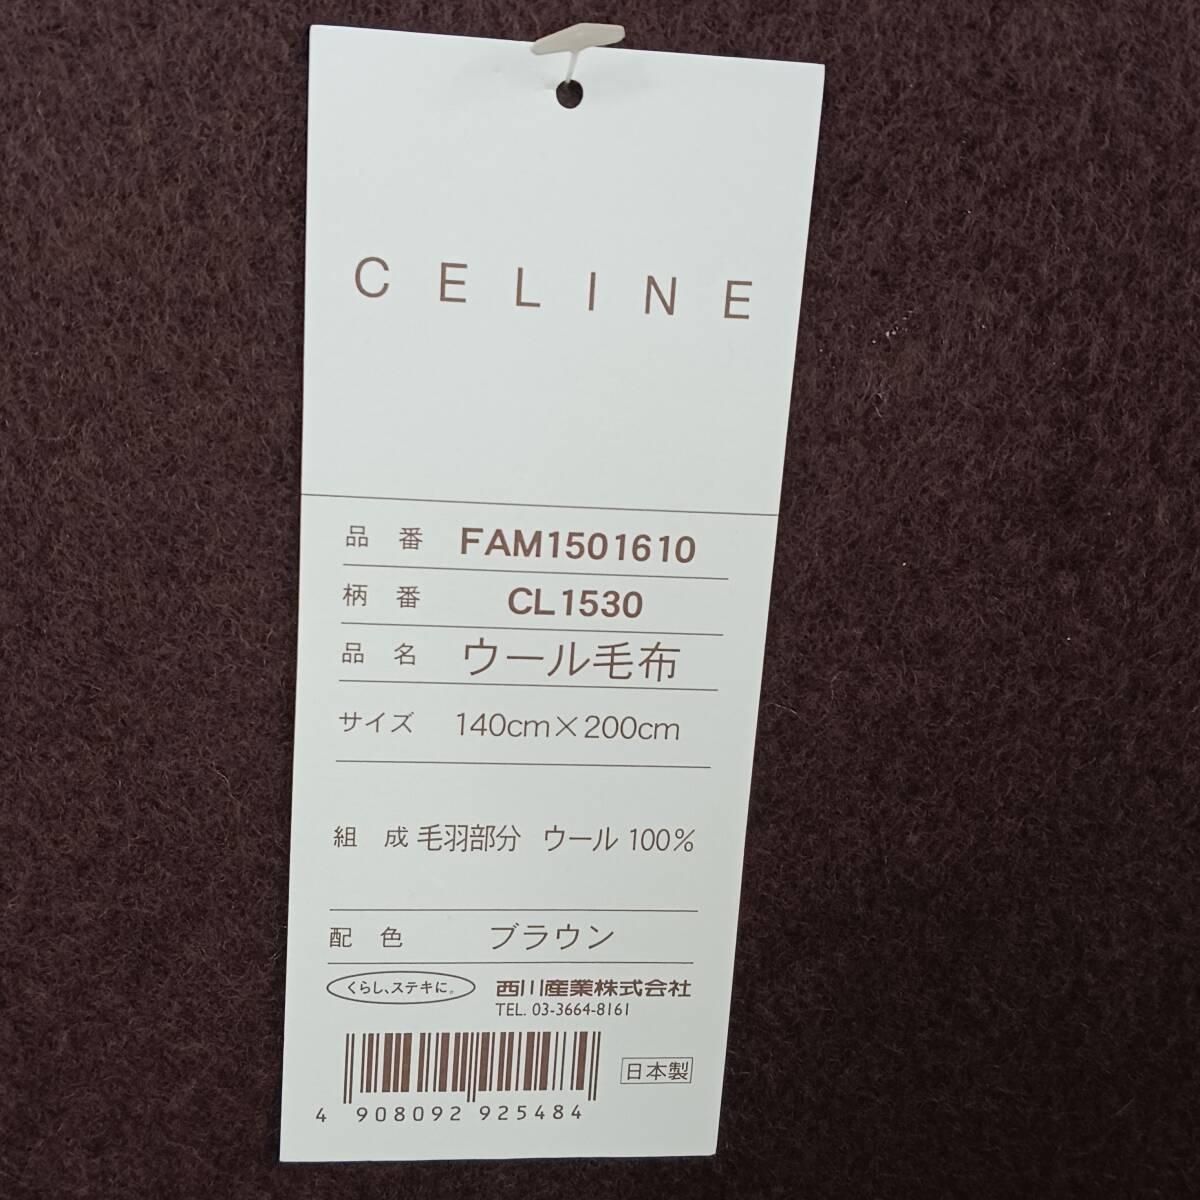 CELINE
品番 FAM1501610
柄番 CL1530
品名 ウール毛布
サイズ 140cm×200cm
組成 毛羽部分 ウール 100%
配色 ブラウン
くらし、ステキに。 西川産業株式会社
TEL. 03-3664-8161
日本製
4 908092 925484